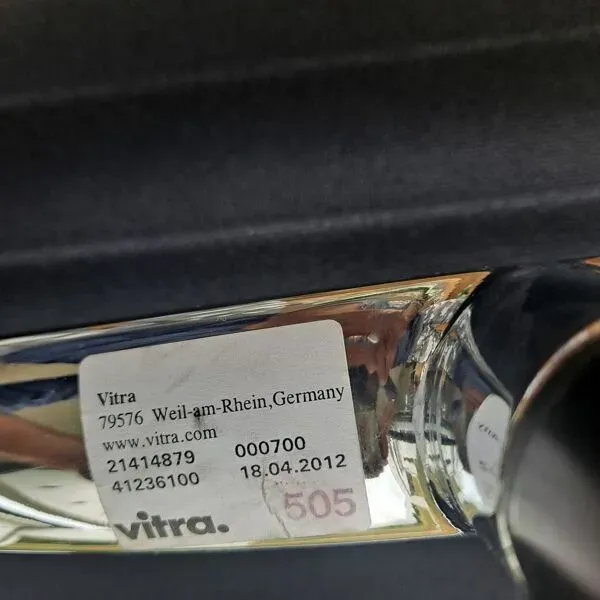 Vitra
79576 Weil-am-Rhein,Germany
www.vitra.com
21414879 000700
41236100 18.04.2012
vitra. 505